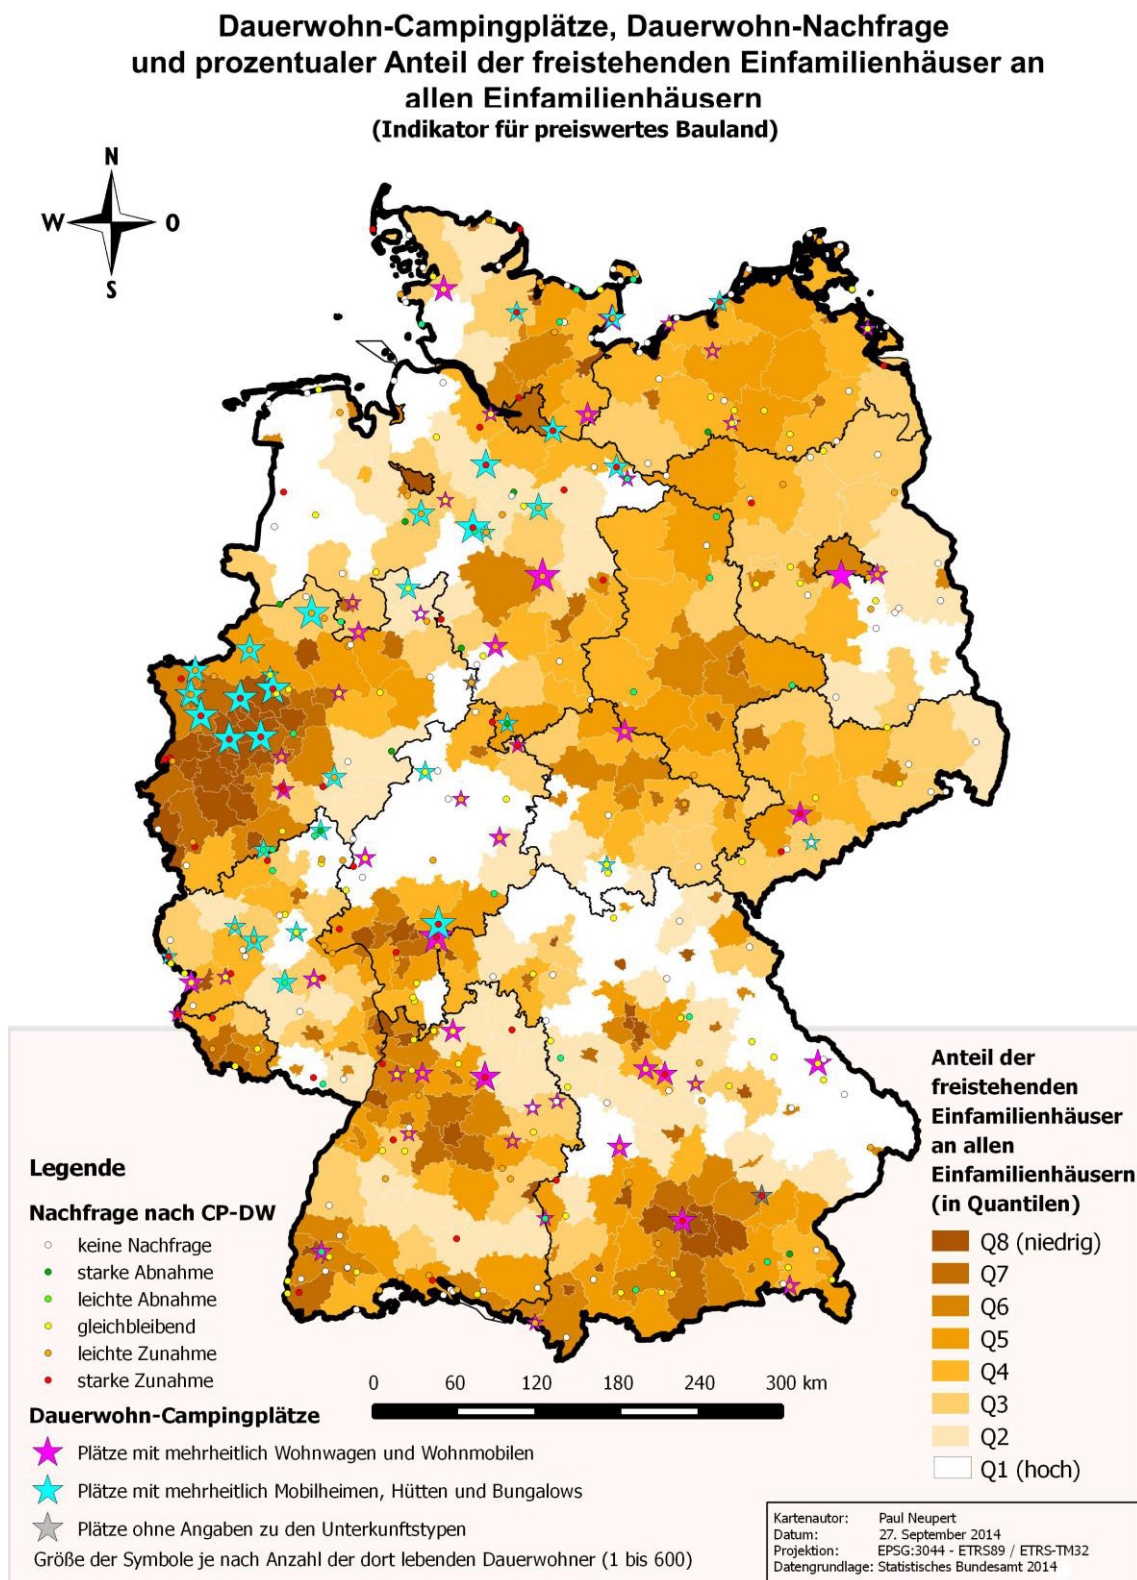 Dauerwohn-Campingplätze, Dauerwohn-Nachfrage
und prozentualer Anteil der freistehenden Einfamilienhäuser an
allen Einfamilienhäusern
(Indikator für preiswertes Bauland)
N
W O
S
Legende
Nachfrage nach CP-DW
keine Nachfrage
starke Abnahme
leichte Abnahme
gleichbleibend
leichte Zunahme
starke Zunahme
Dauerwohn-Campingplätze
Plätze mit mehrheitlich Wohnwagen und Wohnmobilen
Plätze mit mehrheitlich Mobilheimen, Hütten und Bungalows
Plätze ohne Angaben zu den Unterkunftstypen
Größe der Symbole je nach Anzahl der dort lebenden Dauerwohner (1 bis 600)
0 60 120 180 240 300 km
Anteil der
freistehenden
Einfamilienhäuser
an allen
Einfamilienhäusern
(in Quantilen)
Q8 (niedrig)
Q7
Q6
Q5
Q4
Q3
Q2
Q1 (hoch)
Kartenautor: Paul Neupert
Datum: 27. September 2014
Projektion: EPSG:3044 - ETRS89 / ETRS-TM32
Datengrundlage: Statistisches Bundesamt 2014